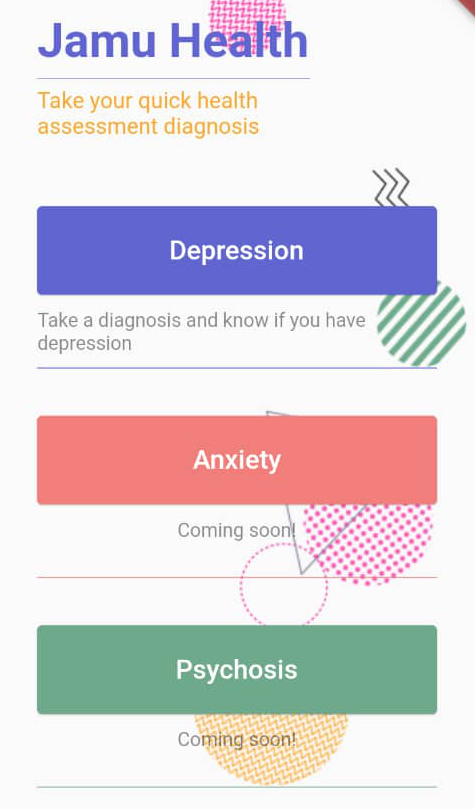 Jamu Health
Take your quick health
assessment diagnosis
Depression
Take a diagnosis and know if you have
depression
Anxiety
Coming soon!
Psychosis
Coming soon!